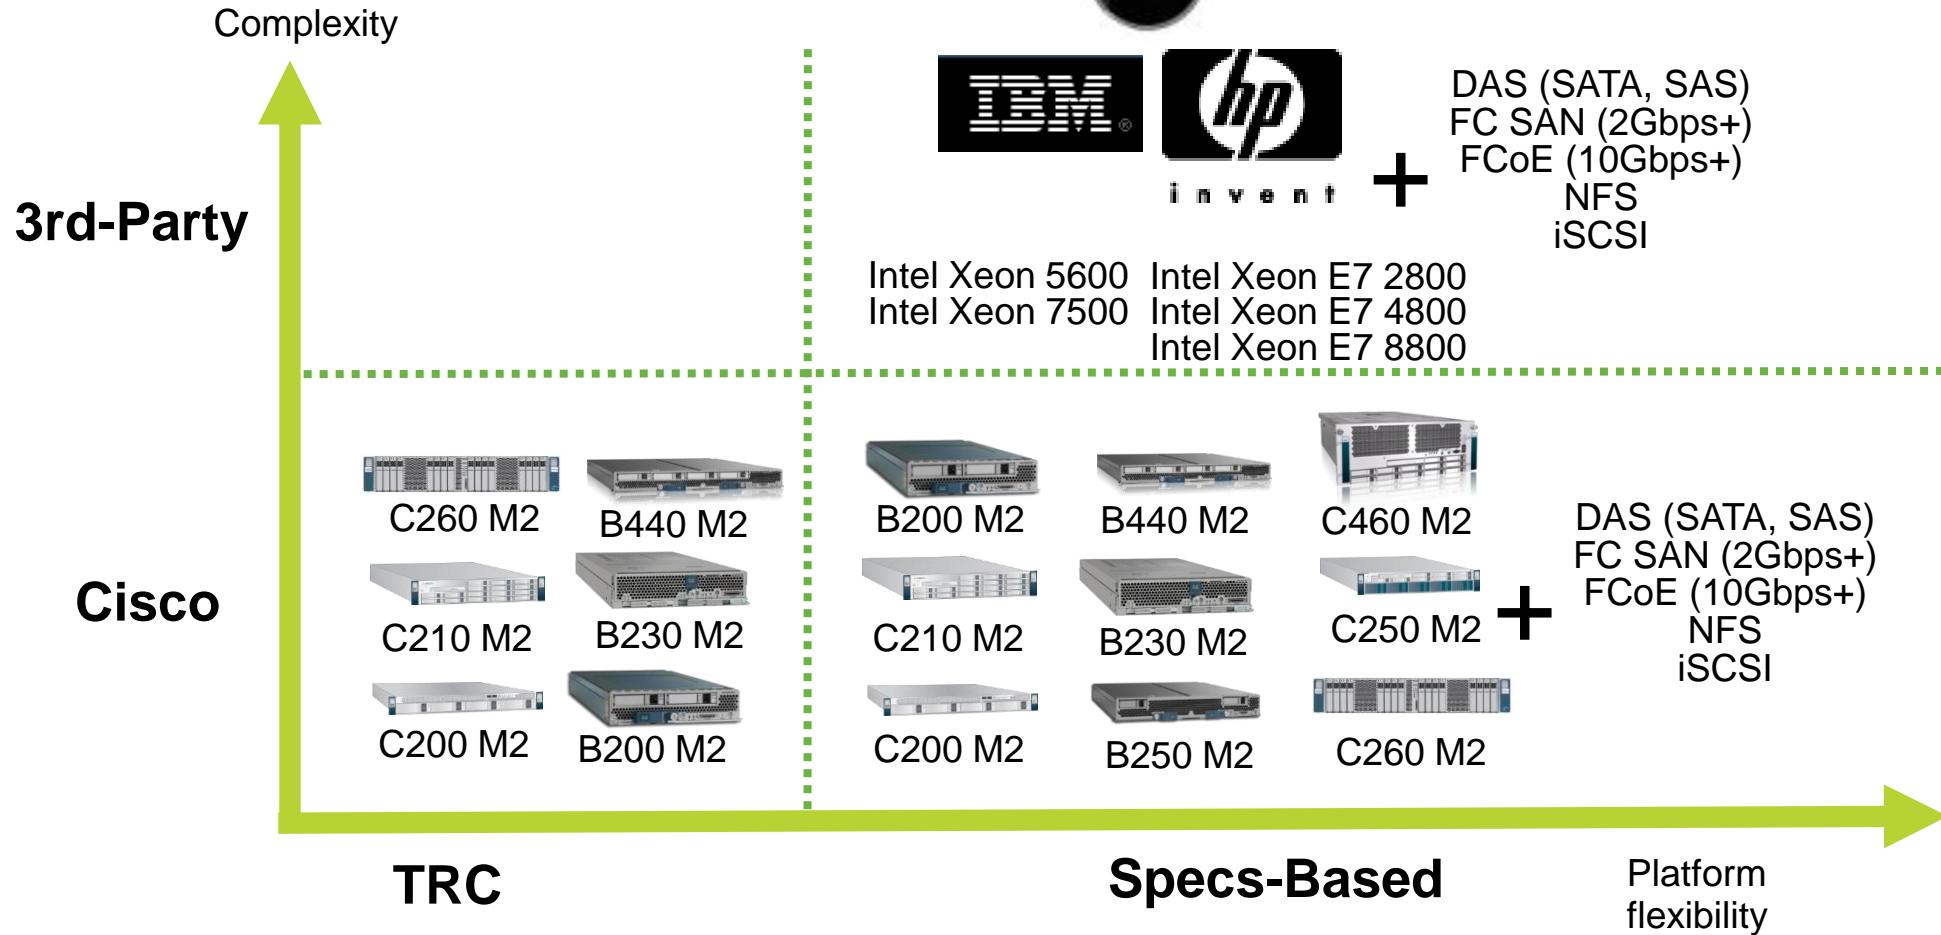 Complexity
IBM ®
hp
invent
+
DAS (SATA, SAS)
FC SAN (2Gbps+)
FCoE (10Gbps+)
NFS
iSCSI
3rd-Party
Intel Xeon 5600
Intel Xeon 7500
Intel Xeon E7 2800
Intel Xeon E7 4800
Intel Xeon E7 8800
Cisco
C260 M2
B440 M2
C210 M2
B230 M2
C200 M2
B200 M2
B200 M2
B440 M2
C460 M2
C210 M2
B230 M2
C250 M2
C200 M2
B250 M2
C260 M2
+
DAS (SATA, SAS)
FC SAN (2Gbps+)
FCoE (10Gbps+)
NFS
iSCSI
TRC
Specs-Based
Platform
flexibility